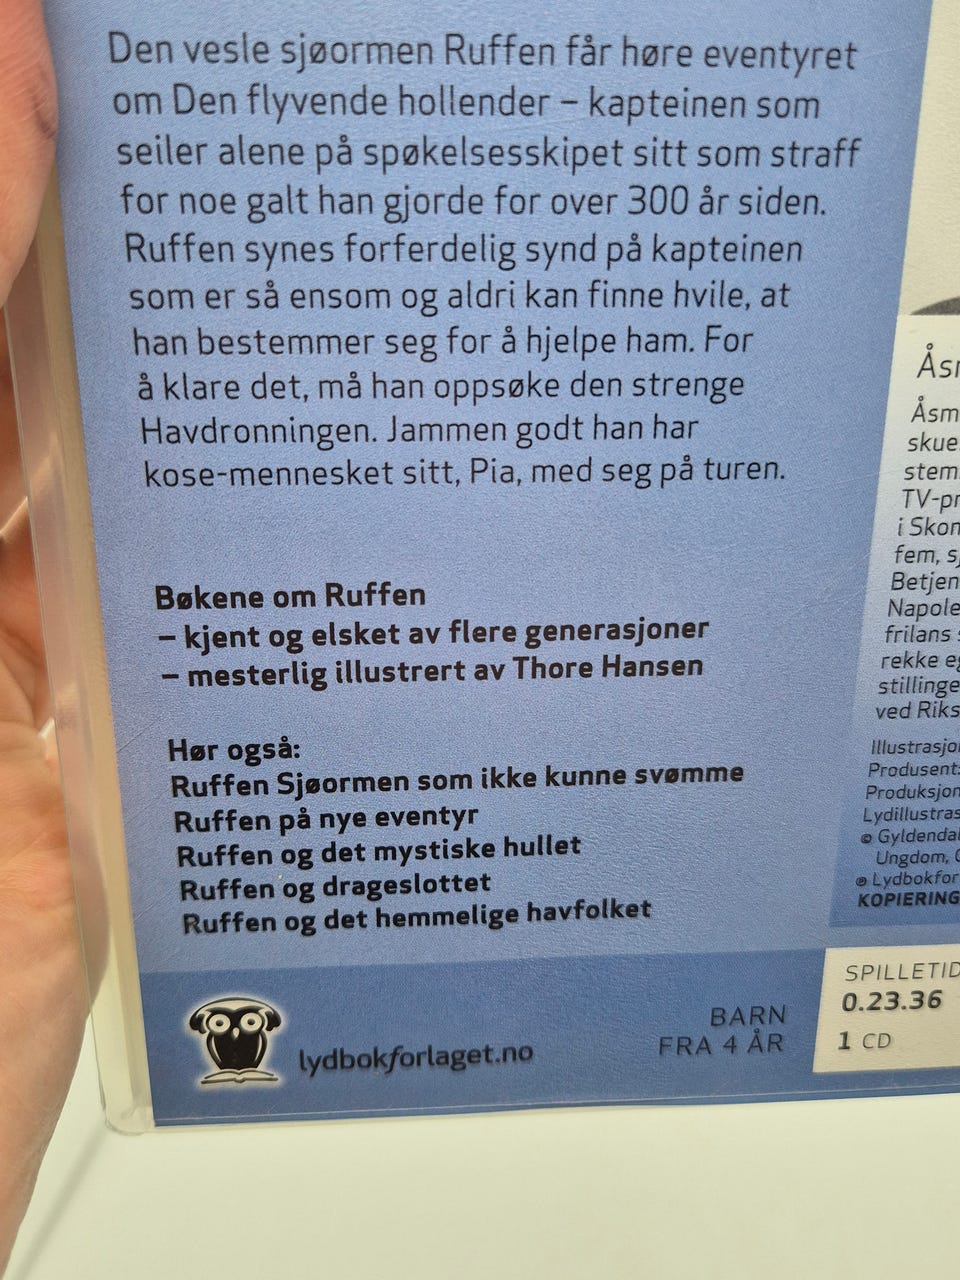 Den vesle sjøormen Ruffen får høre eventyret
om Den flyvende hollender – kapteinen som
seiler alene på spøkelsesskipet sitt som straff
for noe galt han gjorde for over 300 år siden.
Ruffen synes forferdelig synd på kapteinen
som er så ensom og aldri kan finne hvile, at
han bestemmer seg for å hjelpe ham. For
å klare det, må han oppsøke den strenge
Havdronningen. Jammen godt han har
kose-mennesket sitt, Pia, med seg på turen.
Bøkene om Ruffen
– kjent og elsket av flere generasjoner
– mesterlig illustrert av Thore Hansen
Hør også:
Ruffen Sjøormen som ikke kunne svømme
Ruffen på nye eventyr
Ruffen og det mystiske hullet
Ruffen og drageslottet
Ruffen og det hemmelige havfolket
lydbokforlaget.no
BARN
FRA 4 ÅR
i
fem,
frilans
rekke
ved
Ungdom,
KOPIERING
SPILLETID
0.23.36
1 CD